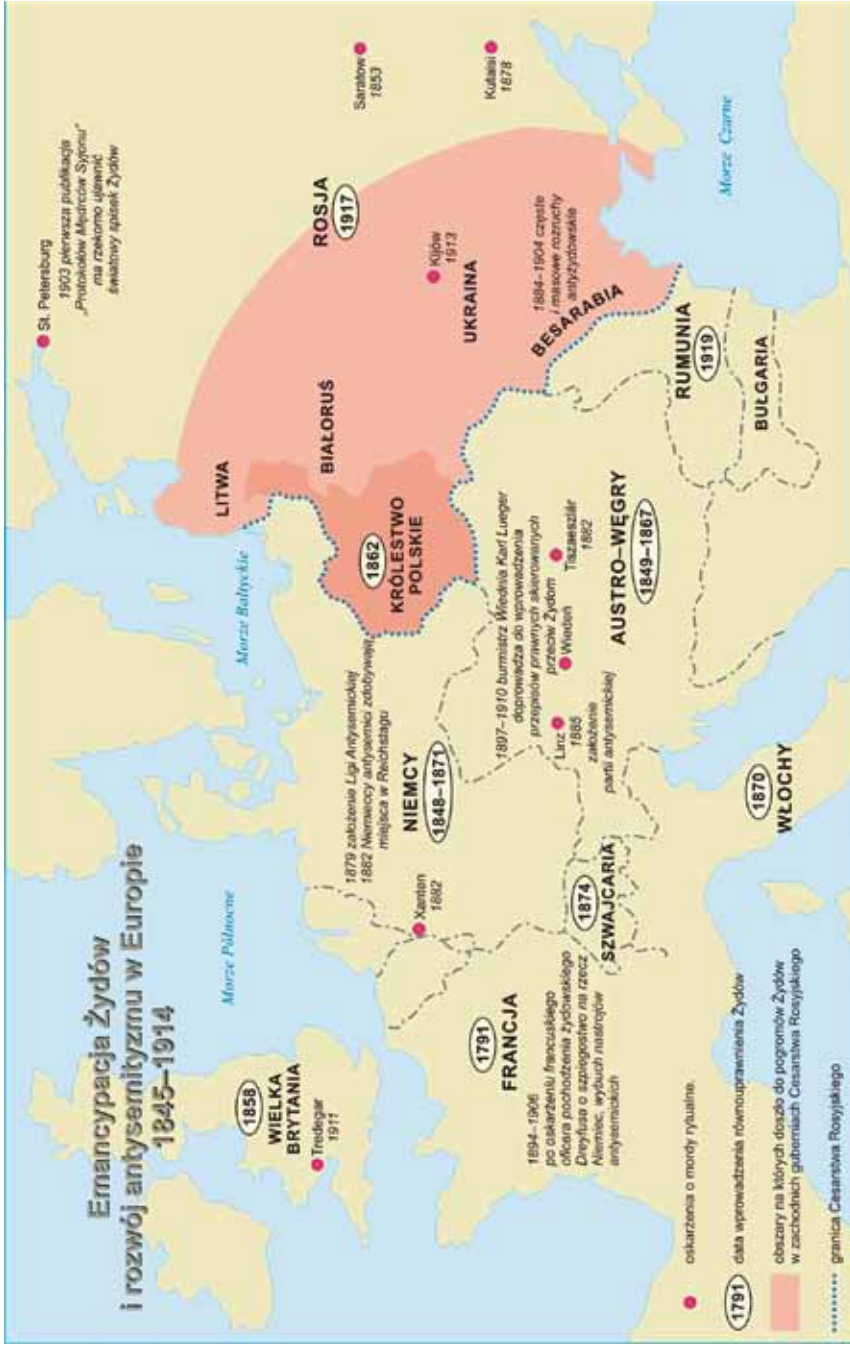 Emancypacja Żydów
i rozwój antysemityzmu w Europie
1845–1914
St. Petersburg
1903 pierwsza publikacja
„Protokołów Mędrców Syjonu”
ma rzekomo ujawnić
światowy spisek Żydów
Saratow
1853
Kutaisi
1878
ROSJA
1917
Kijów
1913
UKRAINA
1884–1904 częste
i masowe rozruchy
antyżydowskie
BESARABIA
Morze Czarne
LITWA
BIAŁORUŚ
1862
KRÓLESTWO
POLSKIE
Morze Bałtyckie
Morze Północne
1858
WIELKA
BRYTANIA
Tredegar
1911
1879 założenie Ligi Antysemickiej
1882 Niemieccy antysemici zdobywają
miejsca w Reichstagu
NIEMCY
1848–1871
Xanten
1882
1897–1910 burmistrz Wiednia Karl Lueger
doprowadza do wprowadzenia
przepisów prawnych skierowanych
przeciw Żydom
Wiedeń
Tiszaeszlár
1882
Linz
1885
założenie
partii antysemickiej
AUSTRO–WĘGRY
1849–1867
RUMUNIA
1919
BUŁGARIA
1791
FRANCJA
1894–1906
po oskarżeniu francuskiego
oficera pochodzenia żydowskiego
Dreyfusa o szpiegostwo na rzecz
Niemiec, wybuch nastrojów
antysemickich
1874
SZWAJCARIA
1870
WŁOCHY
oskarżenia o mordy rytualne.
1791
data wprowadzenia równouprawnienia Żydów
obszary na których doszło do pogromów Żydów
w zachodnich guberniach Cesarstwa Rosyjskiego
granica Cesarstwa Rosyjskiego